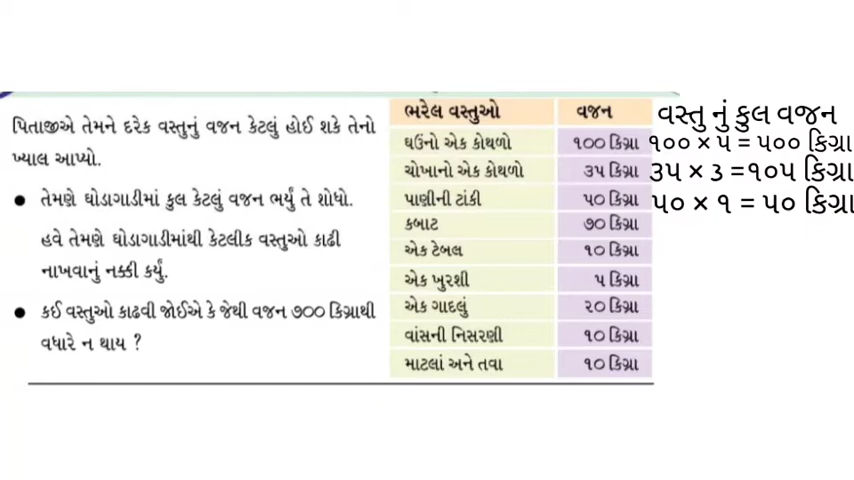 પિતાજીએ તેમને દરેક વસ્તુનું વજન કેટલું હોઈ શકે તેનો
ખ્યાલ આપ્યો.
● તેમણે ઘોડાગાડીમાં કુલ કેટલું વજન ભર્યું તે શોધો.
હવે તેમણે ઘોડાગાડીમાંથી કેટલીક વસ્તુઓ કાઢી
નાખવાનું નક્કી કર્યું.
● કઈ વસ્તુઓ કાઢવી જોઈએ કે જેથી વજન ૭૦૦ કિગ્રાથી
વધારે ન થાય ?
ભરેલ વસ્તુઓ વજન વસ્તુ નું કુલ વજન
ઘઉંનો એક કોથળો ૧૦૦ કિગ્રા ૧૦૦ × ૫ = ૫૦૦ કિગ્રા
ચોખાનો એક કોથળો ૩૫ કિગ્રા ૩૫ × ૩ =૧૦૫ કિગ્રા
પાણીની ટાંકી ૫૦ કિગ્રા ૫૦ × ૧ = ૫૦ કિગ્રા
કબાટ ૭૦ કિગ્રા
એક ટેબલ ૧૦ કિગ્રા
એક ખુરશી ૫ કિગ્રા
એક ગાદલું ૨૦ કિગ્રા
વાંસની નિસરણી ૧૦ કિગ્રા
માટલાં અને તવા ૧૦ કિગ્રા